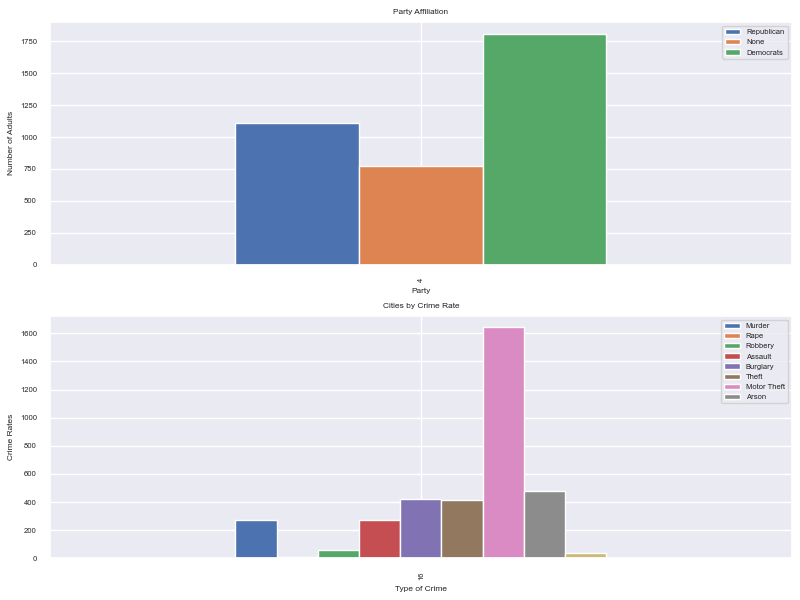 Party Affiliation
Number of Adults
1750
1500
1250
1000
750
500
250
0
Republican
None
Democrats
4
Party
Cities by Crime Rate
Crime Rates
1600
1400
1200
1000
800
600
400
200
0
Murder
Rape
Robbery
Assault
Burglary
Theft
Motor Theft
Arson
16
Type of Crime